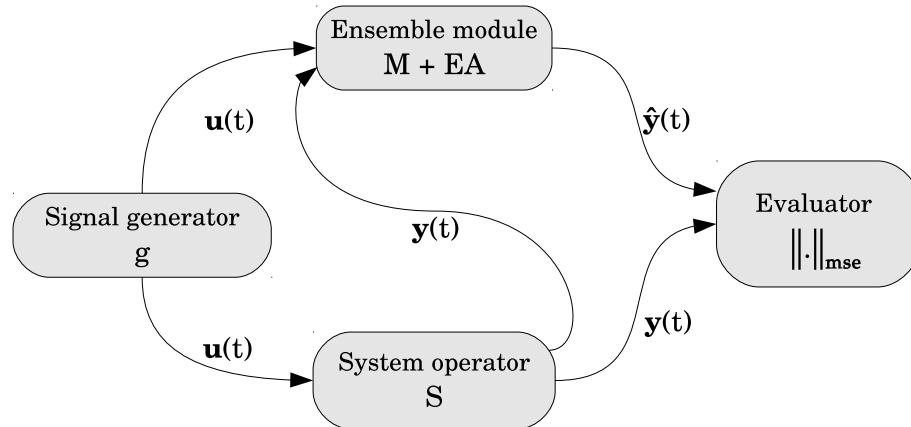 Ensemble module
M + EA
u(t)
ŷ(t)
Signal generator
g
y(t)
Evaluator
‖.‖mse
u(t)
y(t)
System operator
S